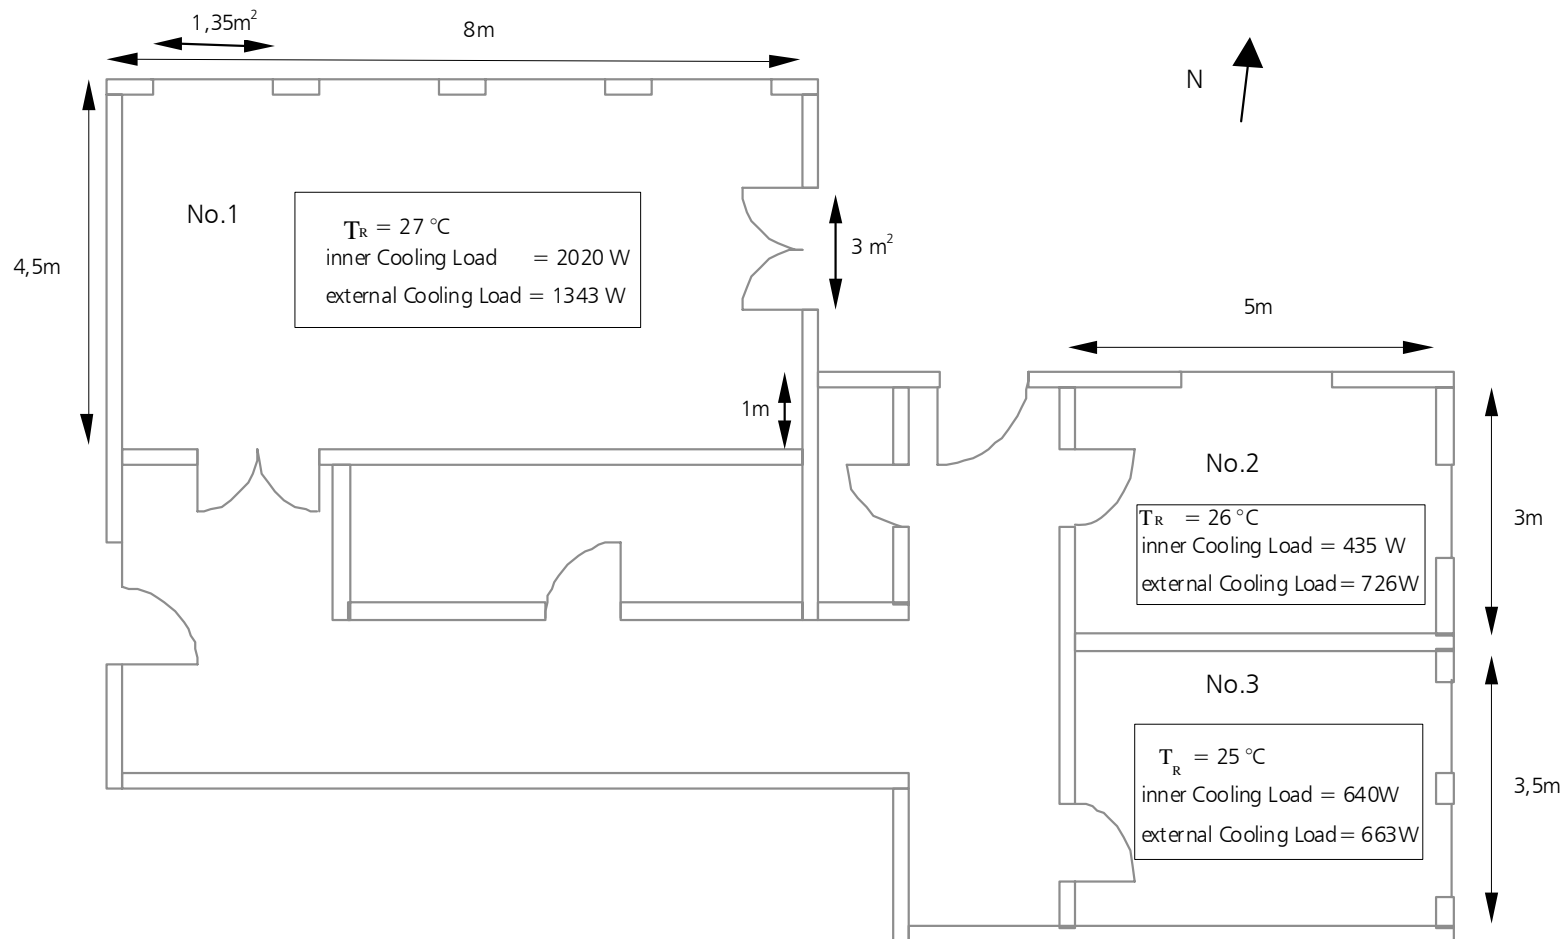 1,35m²
8m
N
No.1
TR = 27 °C
inner Cooling Load = 2020 W
external Cooling Load = 1343 W
4,5m
3 m²
5m
1m
No.2
TR = 26 °C
inner Cooling Load = 435 W
external Cooling Load= 726W
3m
No.3
TR = 25 °C
inner Cooling Load = 640W
external Cooling Load= 663W
3,5m